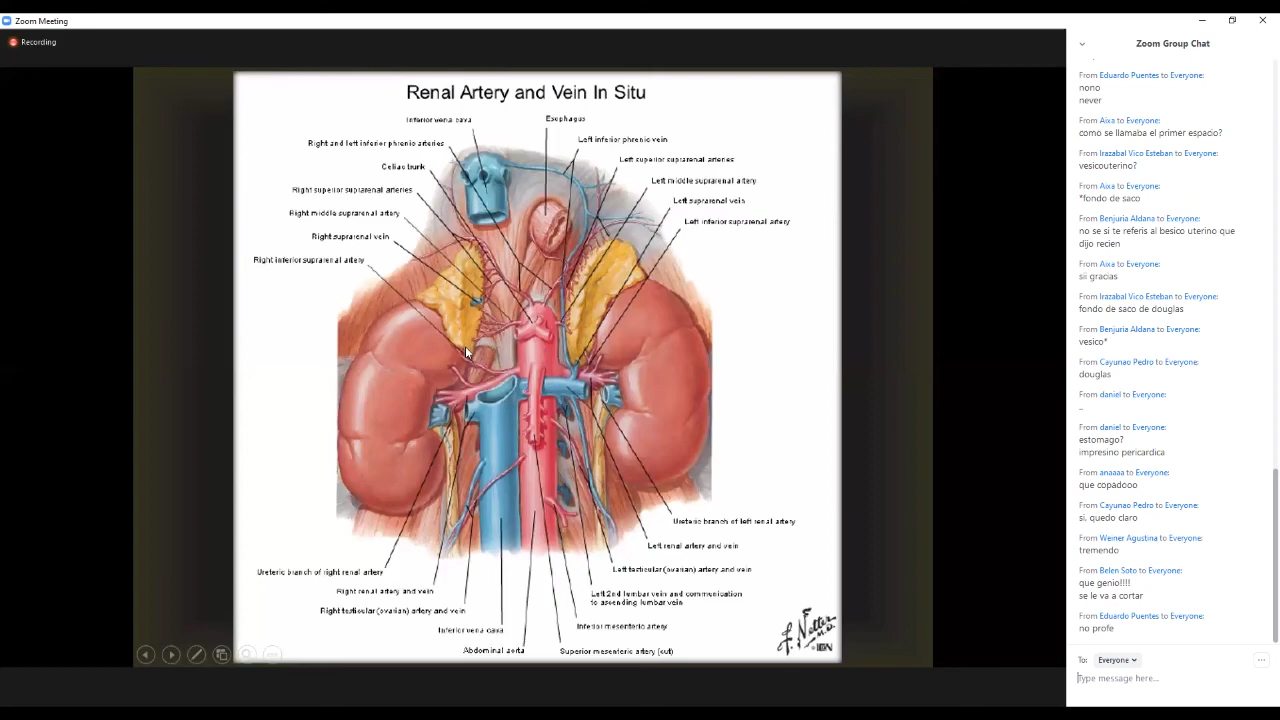 Zoom Meeting
Recording
Renal Artery and Vein In Situ
Inferior vena cava
Esophagus
Right and left inferior phrenic arteries
Left inferior phrenic vein
Celiac trunk
Left superior suprarenal arteries
Right superior suprarenal arteries
Left middle suprarenal artery
Right middle suprarenal artery
Left suprarenal vein
Right suprarenal vein
Left inferior suprarenal artery
Right inferior suprarenal artery
Ureteric branch of left renal artery
Left renal artery and vein
Ureteric branch of right renal artery
Left testicular (ovarian) artery and vein
Right renal artery and vein
Left 2nd lumbar vein and communication
to ascending lumbar vein
Right testicular (ovarian) artery and vein
Inferior mesenteric artery
Inferior vena cava
Abdominal aorta
Superior mesenteric artery (cut)
F. Netter
M.D.
Zoom Group Chat
From Eduardo Puentes to Everyone:
nono
never
From Aixa to Everyone:
como se llamaba el primer espacio?
From Irazabal Vico Esteban to Everyone:
vesicouterino?
From Aixa to Everyone:
*fondo de saco
From Benjuria Aldana to Everyone:
no se si te referis al besico uterino que
dijo recien
From Aixa to Everyone:
sii gracias
From Irazabal Vico Esteban to Everyone:
fondo de saco de douglas
From Benjuria Aldana to Everyone:
vesico*
From Cayunao Pedro to Everyone:
douglas
From daniel to Everyone:
From daniel to Everyone:
estomago?
impresino pericardica
From anaaaa to Everyone:
que copadooo
From Cayunao Pedro to Everyone:
si, quedo claro
From Weiner Agustina to Everyone:
tremendo
From Belen Soto to Everyone:
que genio!!!!
se le va a cortar
From Eduardo Puentes to Everyone:
no profe
To: Everyone
Type message here...